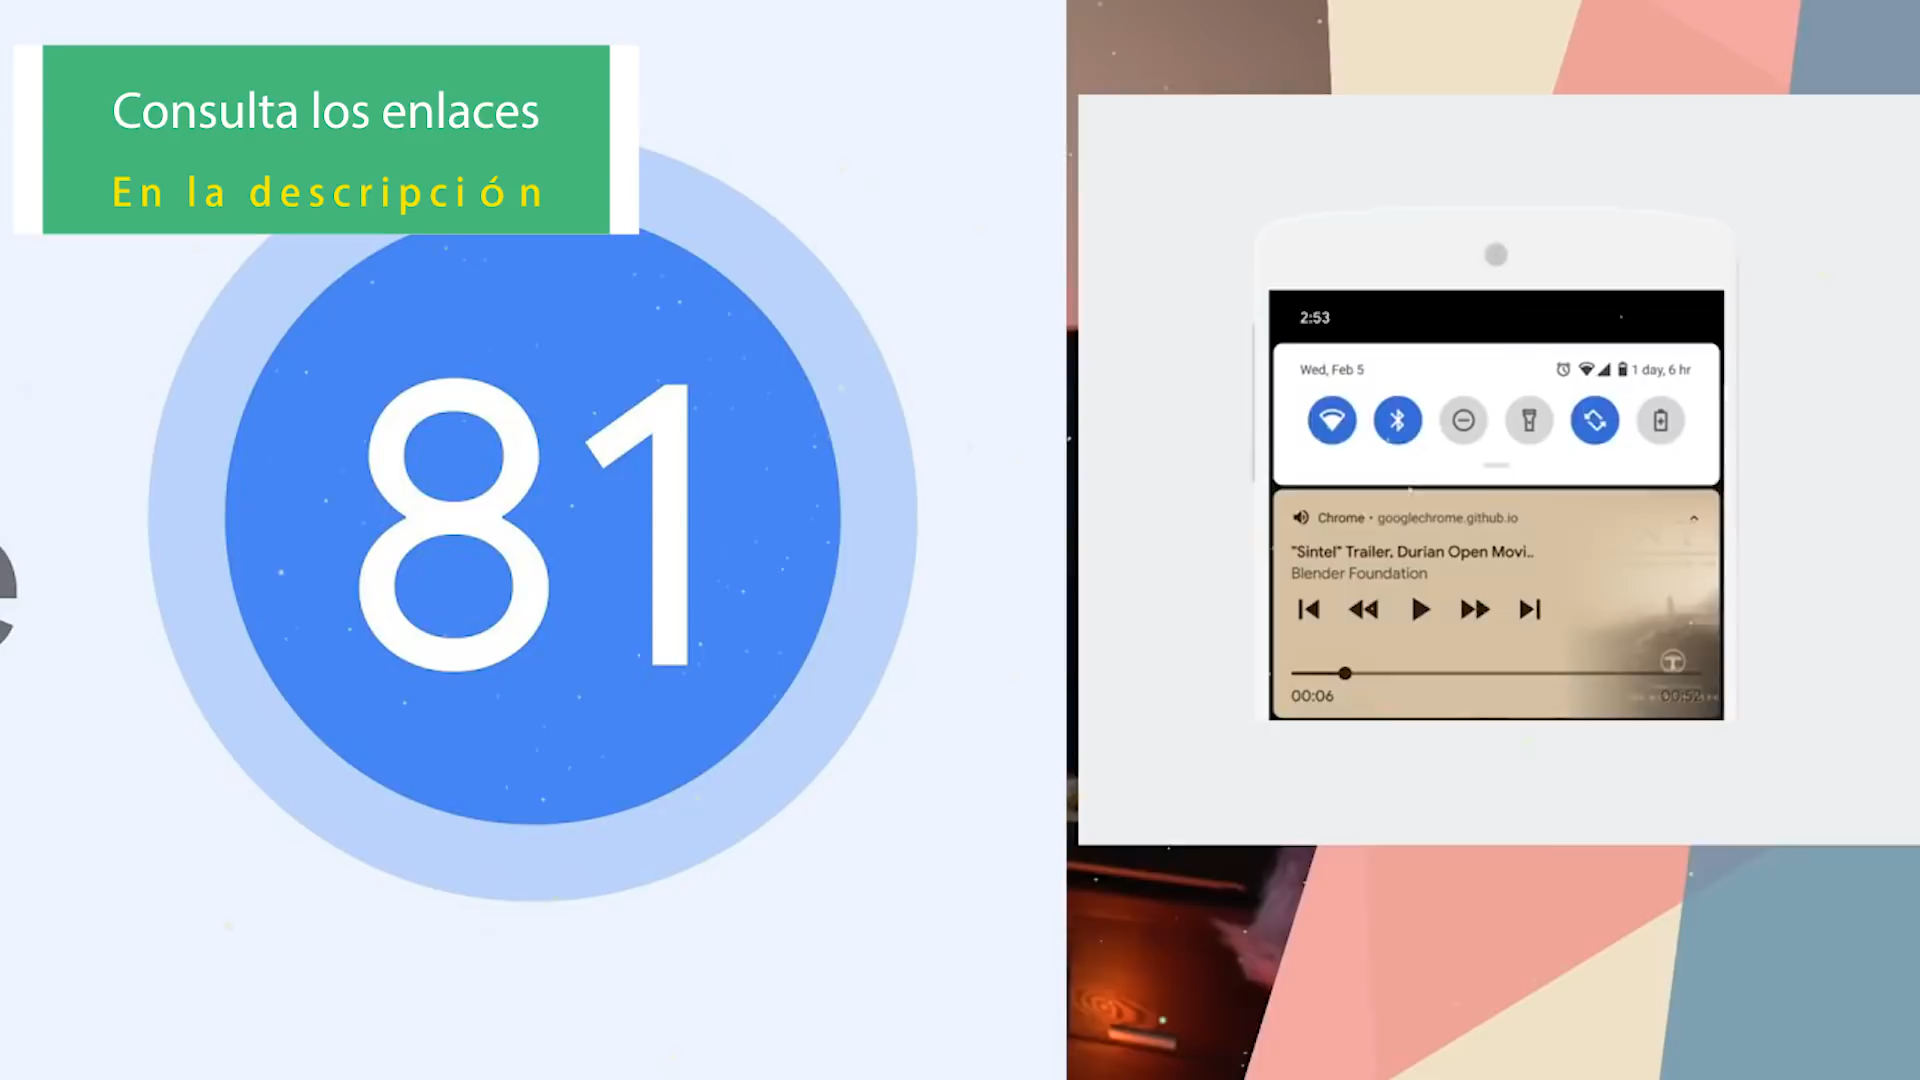 Consulta los enlaces
En la descripción
81
e
2:53
Wed, Feb 5
1 day, 6 hr
Chrome • googlechrome.github.io
"Sintel" Trailer, Durian Open Movi..
Blender Foundation
00:06
00:52